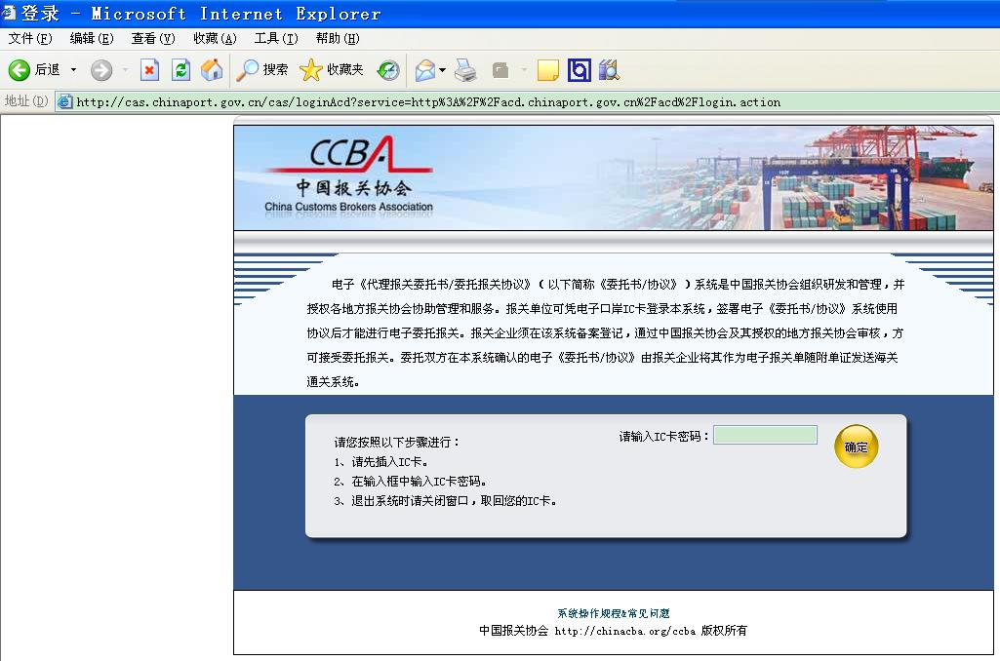 登录 - Microsoft Internet Explorer
文件(F) 编辑(E) 查看(V) 收藏(A) 工具(T) 帮助(H)
后退 搜索 收藏夹
地址(D) http://cas.chinaport.gov.cn/cas/loginAcd?service=http%3A%2F%2Facd.chinaport.gov.cn%2Facd%2Flogin.action
CCBA
中国报关协会
China Customs Brokers Association
电子《代理报关委托书/委托报关协议》（以下简称《委托书/协议》）系统是中国报关协会组织研发和管理，并
授权各地方报关协会协助管理和服务。报关单位可凭电子口岸IC卡登录本系统，签署电子《委托书/协议》系统使用
协议后才能进行电子委托报关。报关企业须在该系统备案登记，通过中国报关协会及其授权的地方报关协会审核，方
可接受委托报关。委托双方在本系统确认的电子《委托书/协议》由报关企业将其作为电子报关单随附单证发送海关
通关系统。
请输入IC卡密码：
确定
请您按照以下步骤进行：
1、请先插入IC卡。
2、在输入框中输入IC卡密码。
3、退出系统时请关闭窗口，取回您的IC卡。
系统操作规程&常见问题
中国报关协会 http://chinacba.org/ccba 版权所有